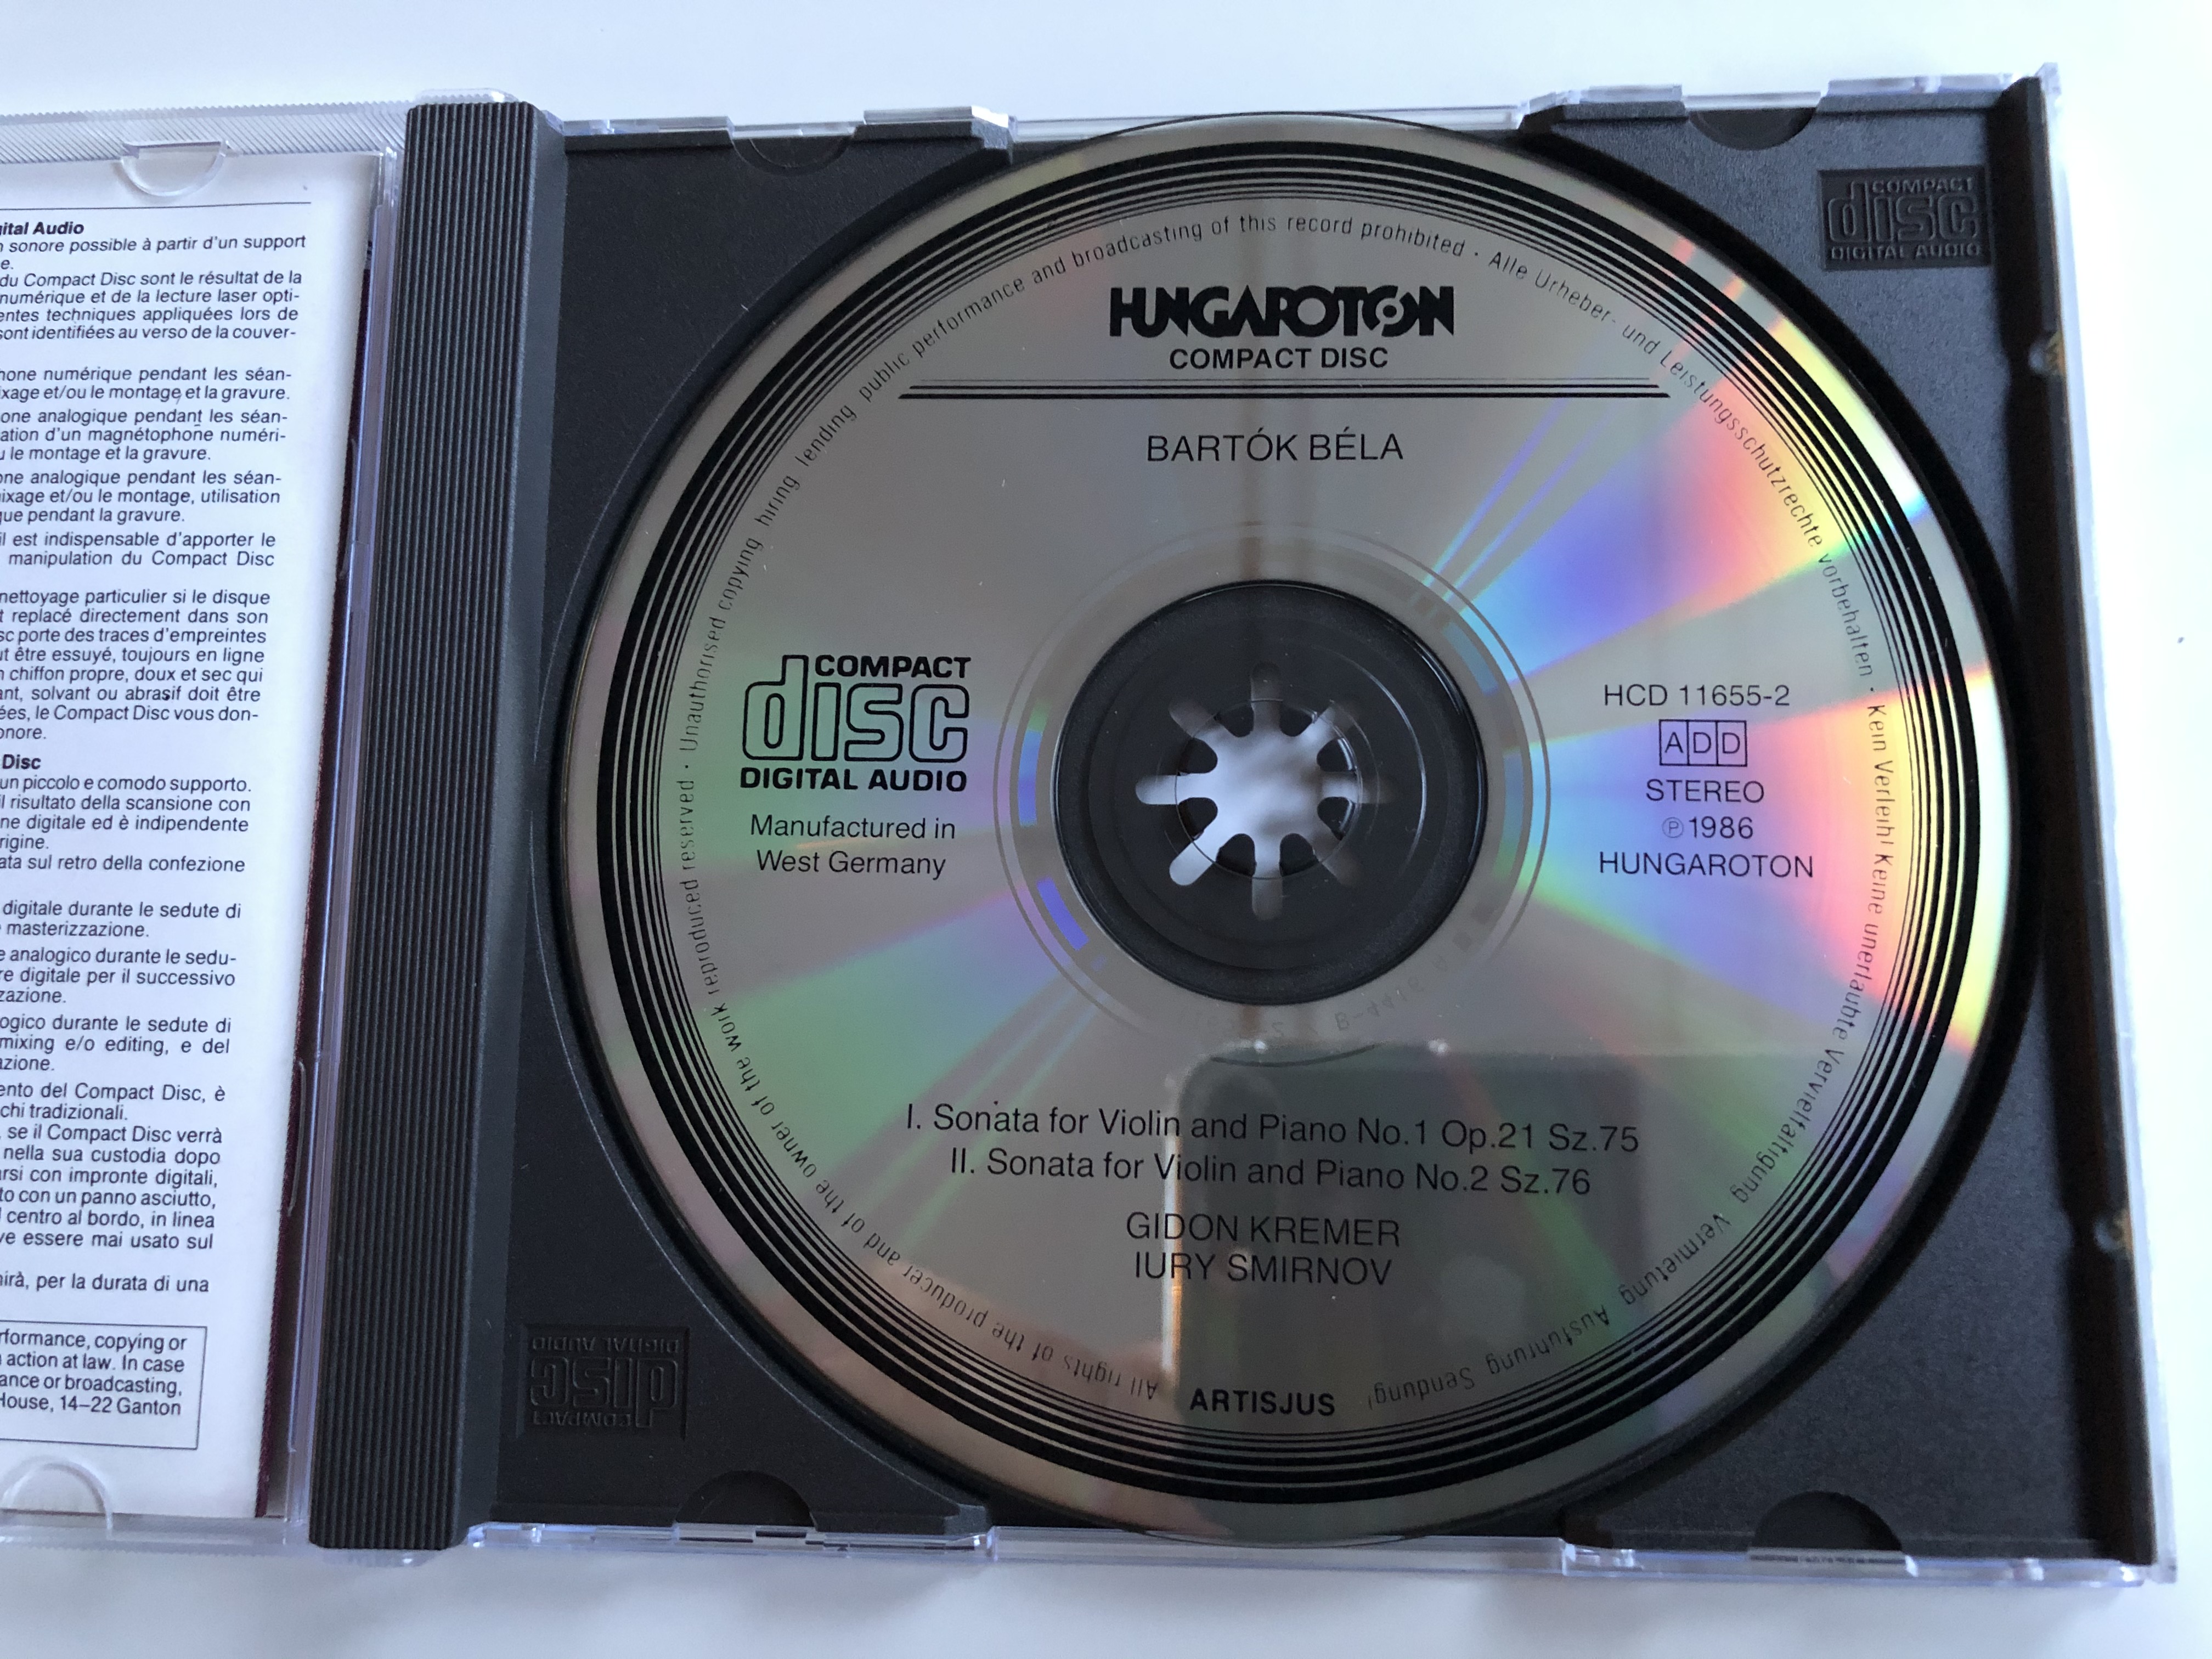 gital Audio
sonore possible à partir d'un support
e.
du Compact Disc sont le résultat de la
numérique et de la lecture laser opti-
entes techniques appliquées lors de
sont identifiées au verso de la couver-
hone numérique pendant les séan-
ixage et/ou le montage et la gravure.
one analogique pendant les séan-
ation d'un magnétophone numéri-
u le montage et la gravure.
one analogique pendant les séan-
ixage et/ou le montage, utilisation
que pendant la gravure.
il est indispensable d'apporter le
manipulation du Compact Disc
nettoyage particulier si le disque
t replacé directement dans son
sc porte des traces d'empreintes
ut être essuyé, toujours en ligne
n chiffon propre, doux et sec qui
ant, solvant ou abrasif doit être
ées, le Compact Disc vous don-
onore.
Disc
un piccolo e comodo supporto.
il risultato della scansione con
ne digitale ed è indipendente
rigine.
ata sul retro della confezione
digitale durante le sedute di
masterizzazione.
e analogico durante le sedu-
re digitale per il successivo
zazione.
ogico durante le sedute di
mixing e/o editing, e del
azione.
ento del Compact Disc, è
chi tradizionali.
se il Compact Disc verrà
nella sua custodia dopo
arsi con impronte digitali,
to con un panno asciutto,
l centro al bordo, in linea
ve essere mai usato sul
nirà, per la durata di una
rformance, copying or
action at law. In case
ance or broadcasting,
House, 14–22 Ganton
COMPACT
disc
DIGITAL AUDIO
All rights of the producer and of the owner of the work reproduced reserved · Unauthorised copying hiring lending public performance and broadcasting of this record prohibited · Alle Urheber- und Leistungsschutzrechte vorbehalten · Kein Verleih! Keine unerlaubte Vervielfältigung Vermietung Aufführung Sendung!
HUNGAROTON
COMPACT DISC
BARTÓK BÉLA
COMPACT
disc
DIGITAL AUDIO
Manufactured in
West Germany
HCD 11655-2
ADD
STEREO
℗ 1986
HUNGAROTON
I. Sonata for Violin and Piano No.1 Op.21 Sz.75
II. Sonata for Violin and Piano No.2 Sz.76
GIDON KREMER
IURY SMIRNOV
ARTISJUS
COMPACT
disc
DIGITAL AUDIO